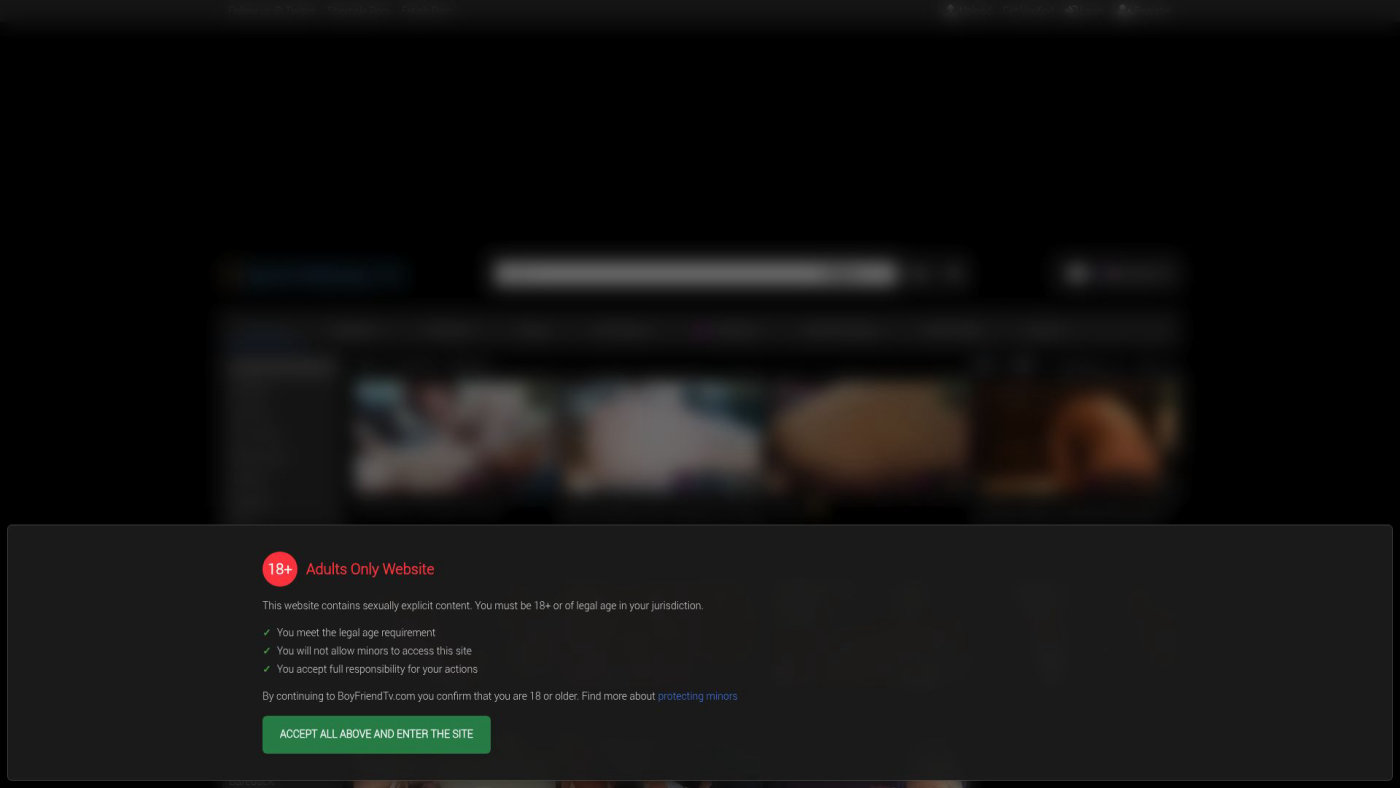 18+ Adults Only Website
This website contains sexually explicit content. You must be 18+ or of legal age in your jurisdiction.
✓ You meet the legal age requirement
✓ You will not allow minors to access this site
✓ You accept full responsibility for your actions
By continuing to BoyFriendTv.com you confirm that you are 18 or older. Find more about protecting minors
ACCEPT ALL ABOVE AND ENTER THE SITE